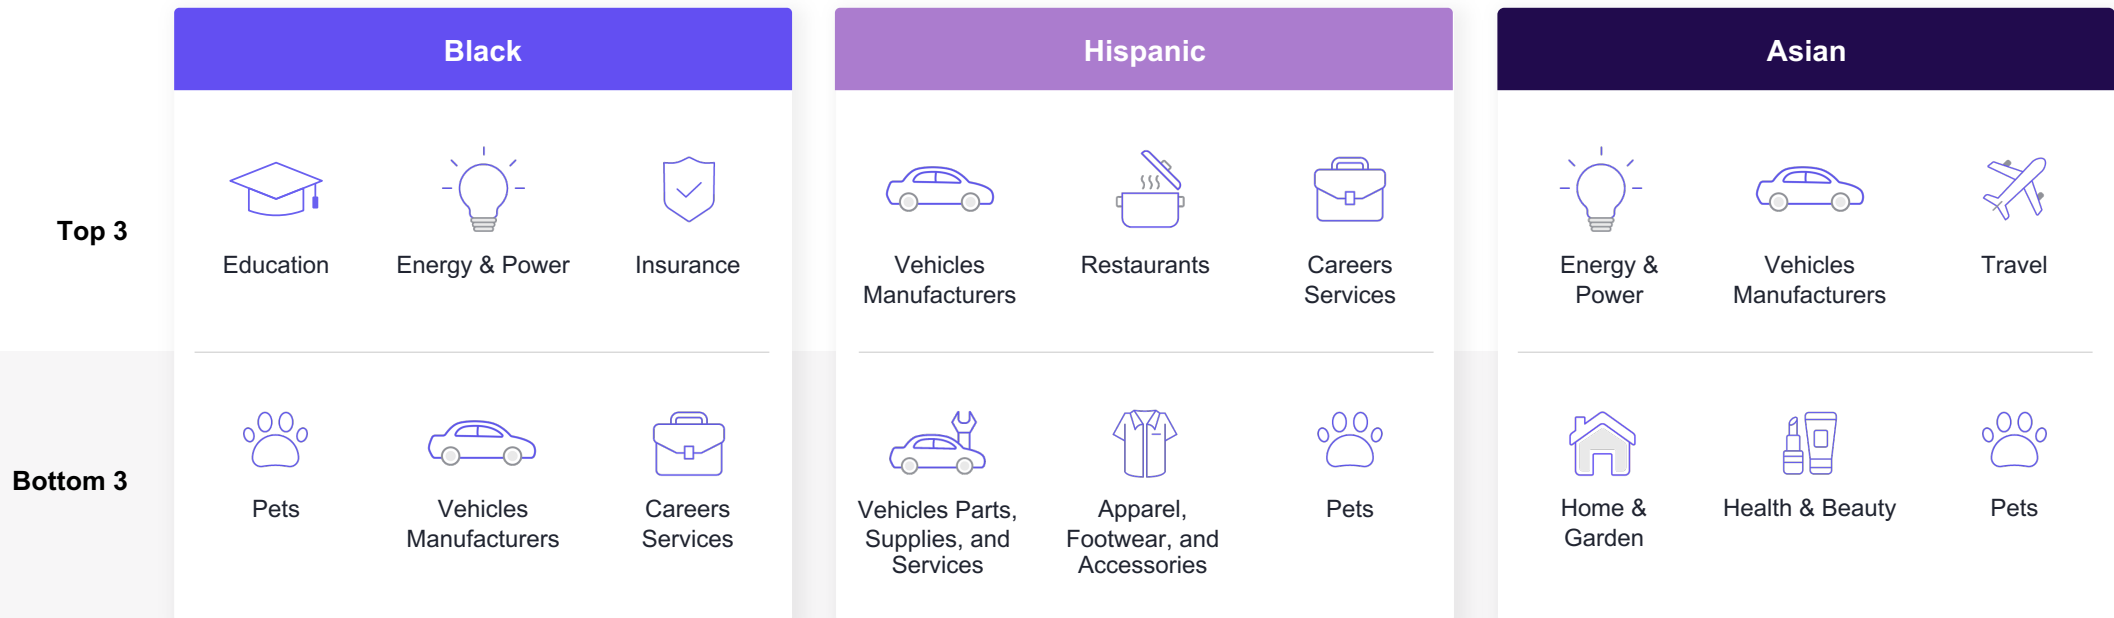 Black
Hispanic
Asian
Top 3
Education
Energy & Power
Insurance
Vehicles
Manufacturers
Restaurants
Careers
Services
Energy &
Power
Vehicles
Manufacturers
Travel
Bottom 3
Pets
Vehicles
Manufacturers
Careers
Services
Vehicles Parts,
Supplies, and
Services
Apparel,
Footwear, and
Accessories
Pets
Home &
Garden
Health & Beauty
Pets